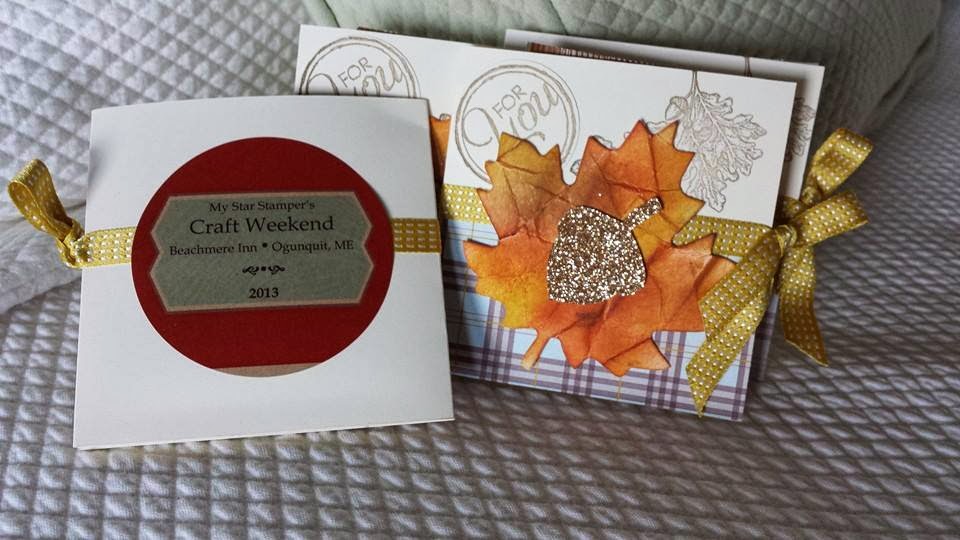 My Star Stamper's
Craft Weekend
Beachmere Inn * Ogunquit, ME
2013
FOR
You
FOR
You